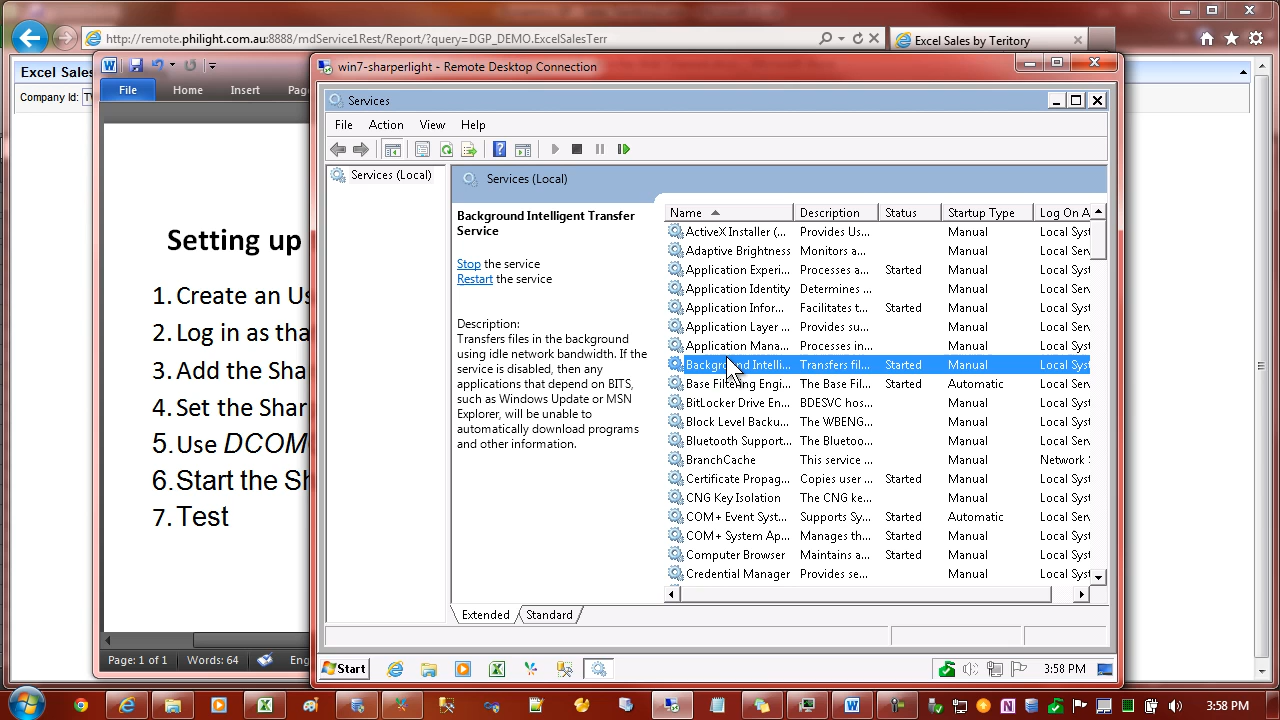 http://remote.philight.com.au:8888/mdService1Rest/Report/?query=DGP_DEMO.ExcelSalesTerr
Excel Sales by Teritory
Excel Sales
Company Id:
File
Home
Insert
Setting up
1. Create an Us
2. Log in as tha
3. Add the Shar
4. Set the Shar
5. Use DCOM
6. Start the Sh
7. Test
Page: 1 of 1
Words: 64
win7-sharperlight - Remote Desktop Connection
Services
File Action View Help
Services (Local)
Services (Local)
Background Intelligent Transfer
Service
Stop the service
Restart the service
Description:
Transfers files in the background
using idle network bandwidth. If the
service is disabled, then any
applications that depend on BITS,
such as Windows Update or MSN
Explorer, will be unable to
automatically download programs
and other information.
Name Description Status Startup Type Log On A
ActiveX Installer (... Provides Us... Manual Local Syst
Adaptive Brightness Monitors a... Manual Local Serv
Application Experi... Processes a... Started Manual Local Syst
Application Identity Determines ... Manual Local Serv
Application Infor... Facilitates t... Started Manual Local Syst
Application Layer ... Provides su... Manual Local Serv
Application Mana... Processes in... Manual Local Syst
Background Intelli... Transfers fil... Started Manual Local Syst
Base Filtering Engi... The Base Fil... Started Automatic Local Serv
BitLocker Drive En... BDESVC hos... Manual Local Syst
Block Level Backu... The WBENG... Manual Local Syst
Bluetooth Support... The Bluetoo... Manual Local Serv
BranchCache This service ... Manual Network
Certificate Propag... Copies user ... Started Manual Local Syst
CNG Key Isolation The CNG ke... Manual Local Syst
COM+ Event Syst... Supports Sy... Started Automatic Local Serv
COM+ System Ap... Manages th... Started Manual Local Syst
Computer Browser Maintains a... Started Manual Local Syst
Credential Manager Provides se... Manual Local Syst
Extended Standard
Start
3:58 PM
3:58 PM